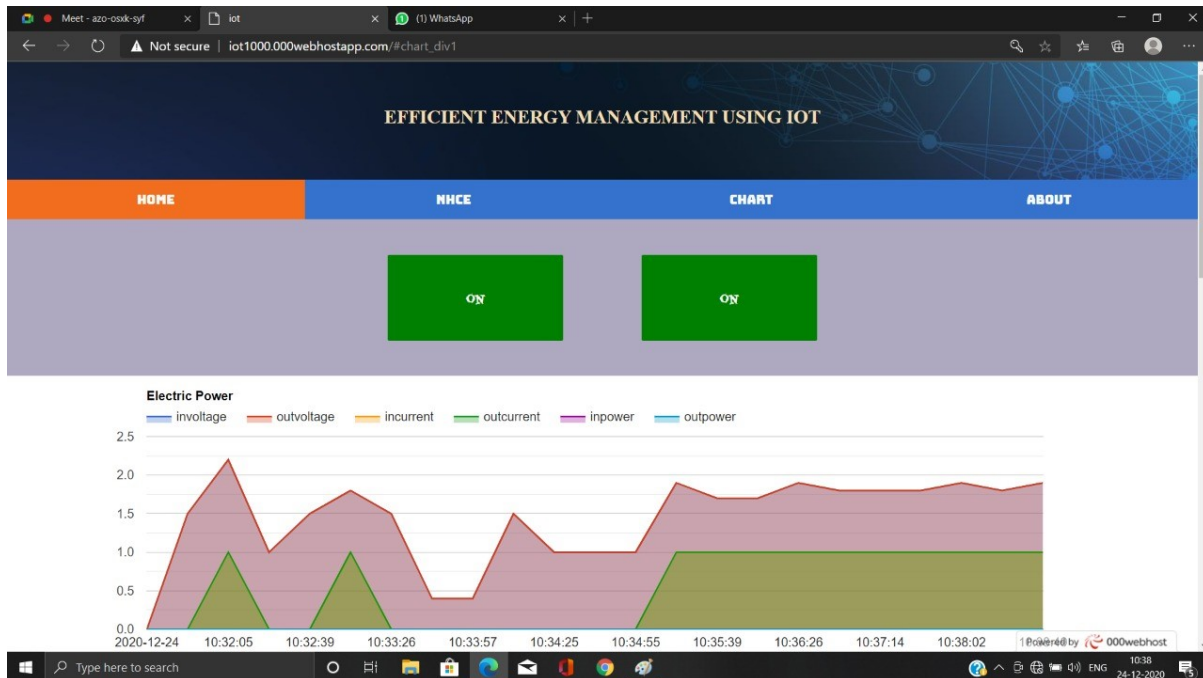 Meet - azo-osxk-syf
iot
(1) WhatsApp
Not secure | iot1000.000webhostapp.com/#chart_div1
EFFICIENT ENERGY MANAGEMENT USING IOT
HOME NHCE CHART ABOUT
ON ON
Electric Power
involtage outvoltage incurrent outcurrent inpower outpower
2.5
2.0
1.5
1.0
0.5
0.0
2020-12-24 10:32:05 10:32:39 10:33:26 10:33:57 10:34:25 10:34:55 10:35:39 10:36:26 10:37:14 10:38:02
Powered by 000webhost
Type here to search
ENG
10:38
24-12-2020